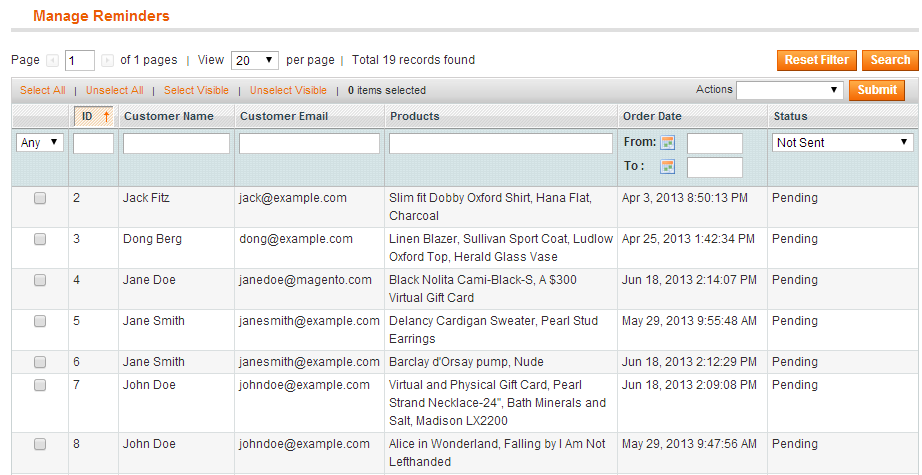 Manage Reminders
Page 1 of 1 pages | View 20 per page | Total 19 records found Reset Filter Search
Select All | Unselect All | Select Visible | Unselect Visible | 0 items selected Actions Submit
ID Customer Name Customer Email Products Order Date Status
Any From: Not Sent
To :
2 Jack Fitz jack@example.com Slim fit Dobby Oxford Shirt, Hana Flat, Apr 3, 2013 8:50:13 PM Pending
Charcoal
3 Dong Berg dong@example.com Linen Blazer, Sullivan Sport Coat, Ludlow Apr 25, 2013 1:42:34 PM Pending
Oxford Top, Herald Glass Vase
4 Jane Doe janedoe@magento.com Black Nolita Cami-Black-S, A $300 Jun 18, 2013 2:14:07 PM Pending
Virtual Gift Card
5 Jane Smith janesmith@example.com Delancy Cardigan Sweater, Pearl Stud May 29, 2013 9:55:48 AM Pending
Earrings
6 Jane Smith janesmith@example.com Barclay d'Orsay pump, Nude Jun 18, 2013 2:12:29 PM Pending
7 John Doe johndoe@example.com Virtual and Physical Gift Card, Pearl Jun 18, 2013 2:09:08 PM Pending
Strand Necklace-24", Bath Minerals and
Salt, Madison LX2200
8 John Doe johndoe@example.com Alice in Wonderland, Falling by I Am Not May 29, 2013 9:47:56 AM Pending
Lefthanded